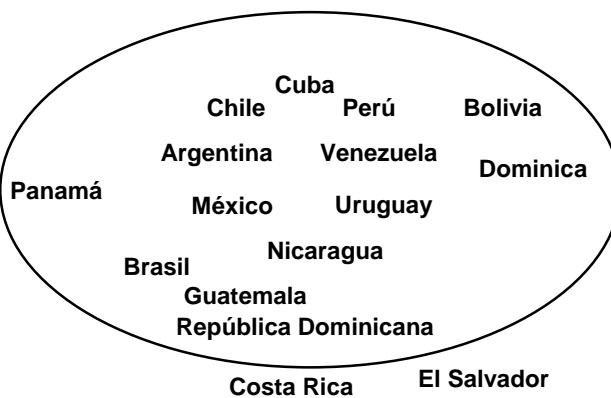 Cuba
Chile Perú Bolivia
Argentina Venezuela
Dominica
Panamá
México Uruguay
Nicaragua
Brasil
Guatemala
República Dominicana
El Salvador
Costa Rica